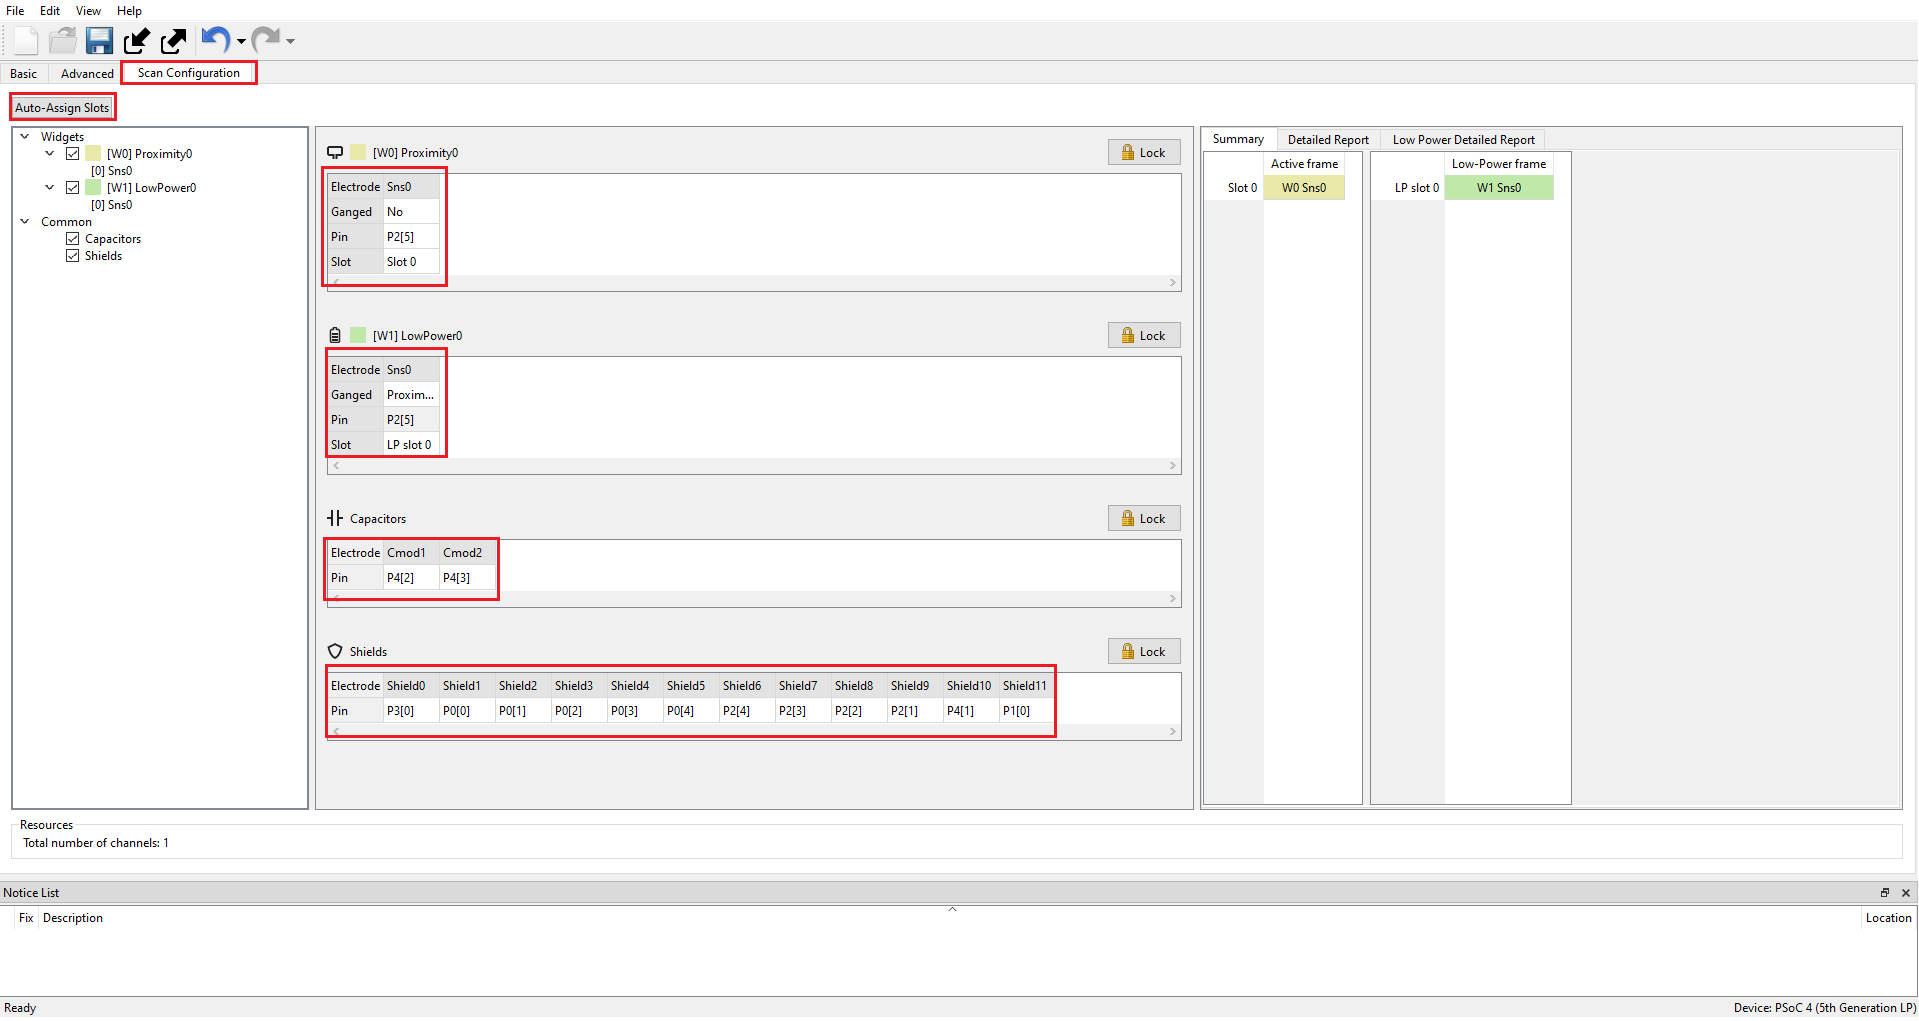 File Edit View Help
Basic Advanced Scan Configuration
Auto-Assign Slots
Widgets
[W0] Proximity0
[0] Sns0
[W1] LowPower0
[0] Sns0
Common
Capacitors
Shields
[W0] Proximity0 Lock
Electrode Sns0
Ganged No
Pin P2[5]
Slot Slot 0
[W1] LowPower0 Lock
Electrode Sns0
Ganged Proxim...
Pin P2[5]
Slot LP slot 0
Capacitors Lock
Electrode Cmod1 Cmod2
Pin P4[2] P4[3]
Shields Lock
Electrode Shield0 Shield1 Shield2 Shield3 Shield4 Shield5 Shield6 Shield7 Shield8 Shield9 Shield10 Shield11
Pin P3[0] P0[0] P0[1] P0[2] P0[3] P0[4] P2[4] P2[3] P2[2] P2[1] P4[1] P1[0]
Summary Detailed Report Low Power Detailed Report
Active frame Low-Power frame
Slot 0 W0 Sns0 LP slot 0 W1 Sns0
Resources
Total number of channels: 1
Notice List
Fix Description Location
Ready Device: PSoC 4 (5th Generation LP)